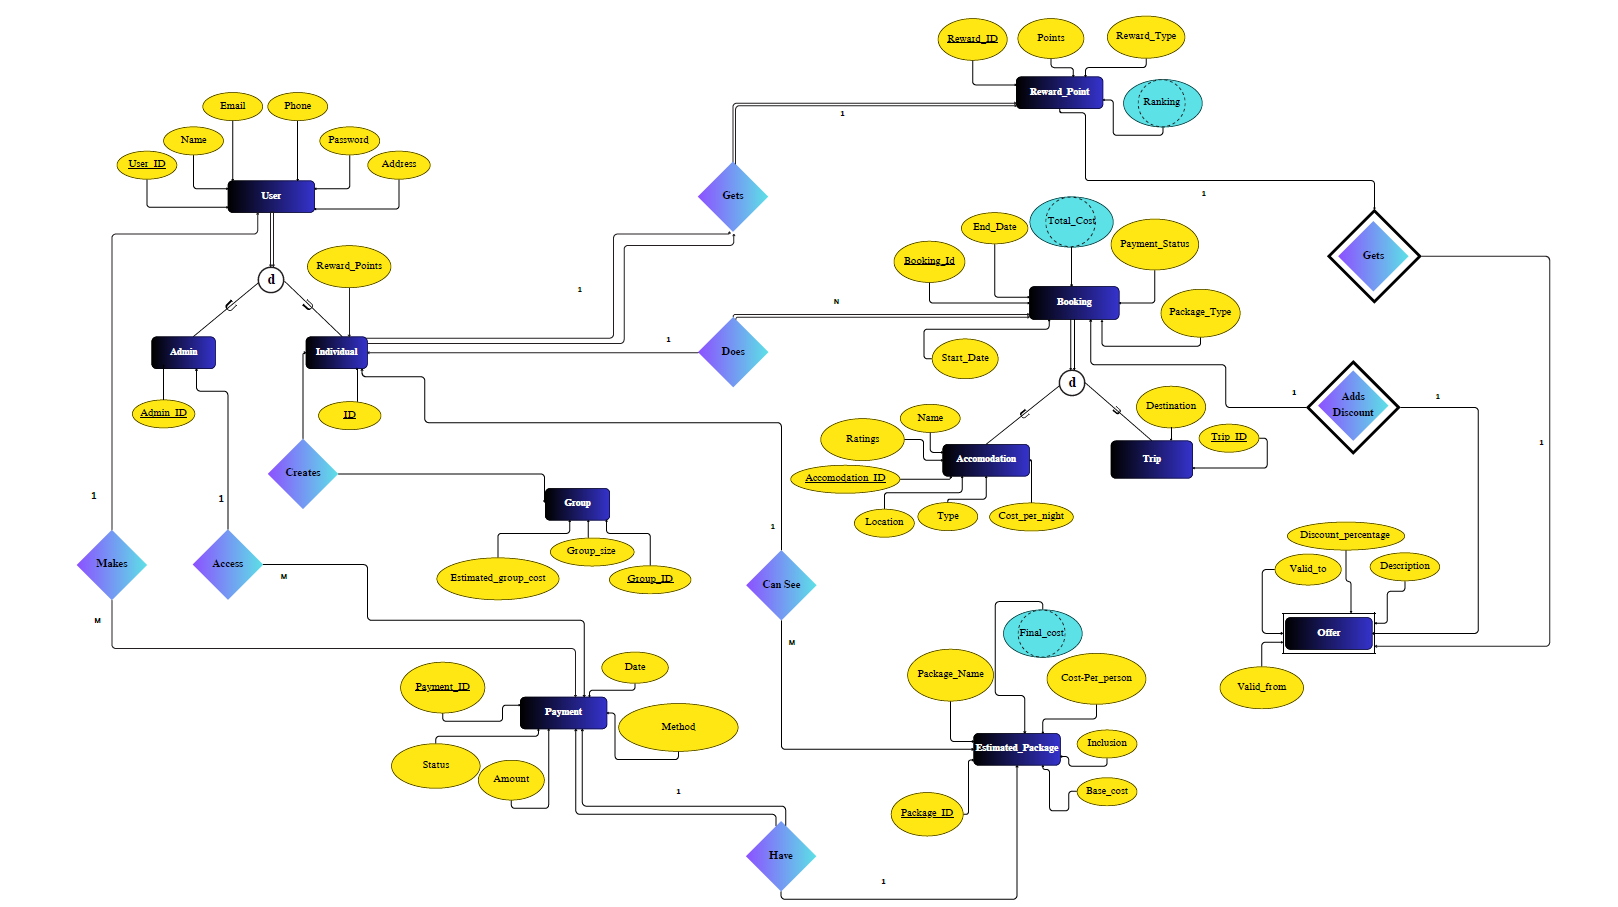 Reward_ID
Points
Reward_Type
Reward_Point
Ranking
1
Email
Phone
Name
Password
User_ID
Address
User
Gets
1
Reward_Points
d
Admin
Individual
Admin_ID
ID
1
1
N
Does
End_Date
Total_Cost
Payment_Status
Booking_Id
Booking
Package_Type
Start_Date
d
Gets
1
Adds
Discount
1
1
Name
Destination
Ratings
Trip_ID
Accomodation
Trip
Accomodation_ID
Location
Type
Cost_per_night
Creates
Group
Group_size
Estimated_group_cost
Group_ID
1
1
Makes
Access
M
M
1
Can See
M
Discount_percentage
Valid_to
Description
Offer
Valid_from
Final_cost
Package_Name
Cost-Per_person
Inclusion
Estimated_Package
Base_cost
Package_ID
Date
Payment_ID
Payment
Method
Status
Amount
1
Have
1